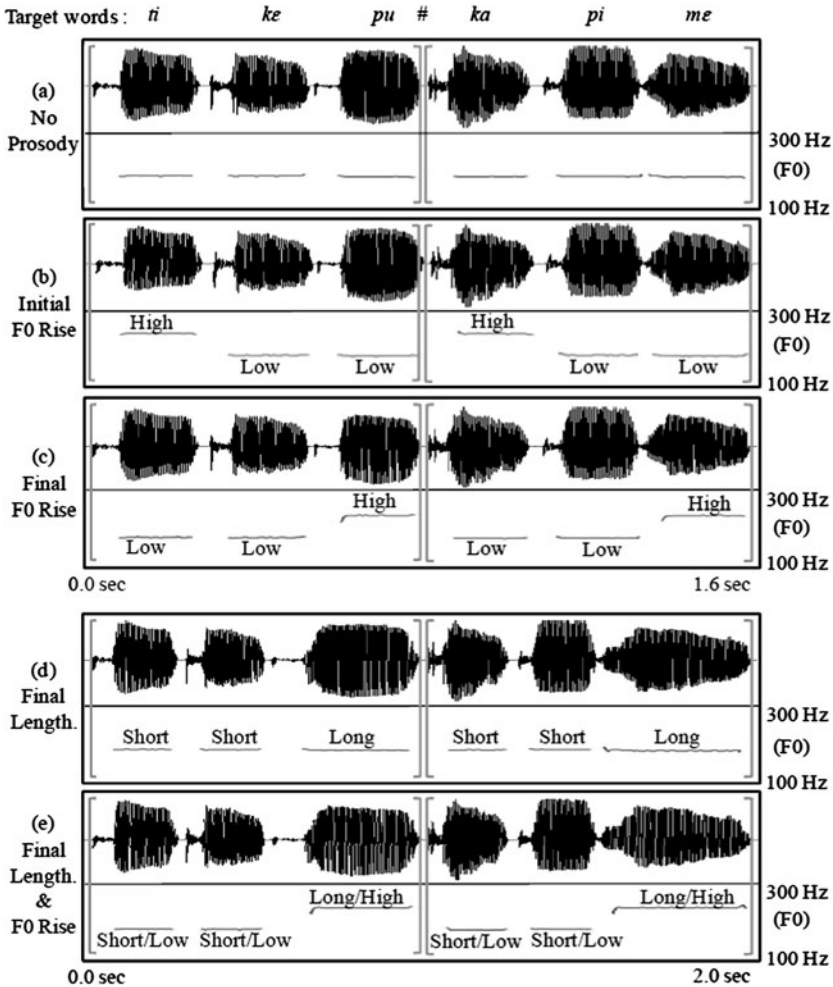 Target words : ti ke pu # ka pi me
(a)
No
Prosody
300 Hz
(F0)
100 Hz
(b)
Initial
F0 Rise
High Low Low High Low Low
300 Hz
(F0)
100 Hz
(c)
Final
F0 Rise
Low Low High Low Low High
300 Hz
(F0)
100 Hz
0.0 sec 1.6 sec
(d)
Final
Length.
Short Short Long Short Short Long
300 Hz
(F0)
100 Hz
(e)
Final
Length.
&
F0 Rise
Short/Low Short/Low Long/High Short/Low Short/Low Long/High
300 Hz
(F0)
100 Hz
0.0 sec 2.0 sec